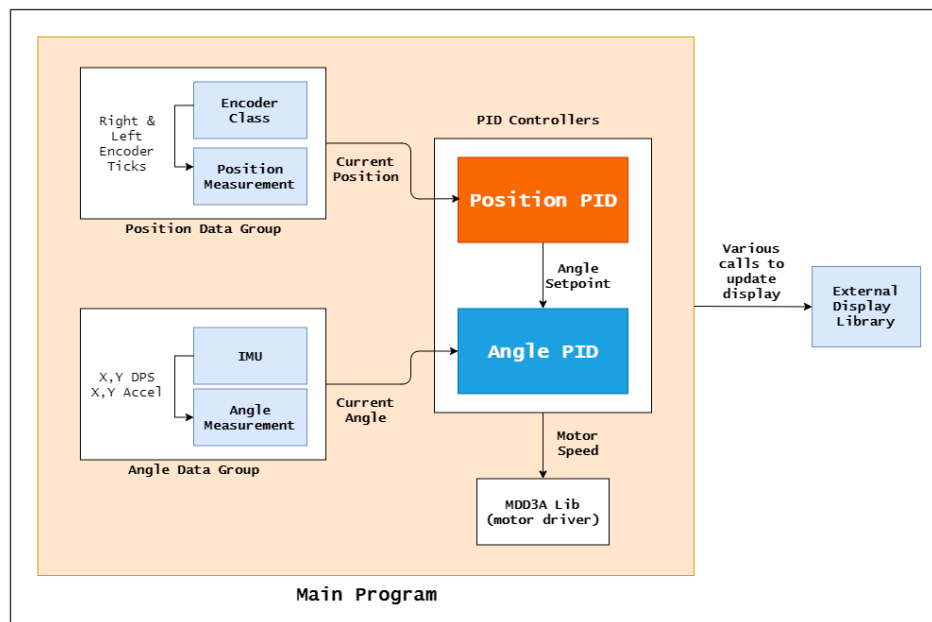 Encoder
Class
Right &
Left
Encoder
Ticks
Position
Measurement
Position Data Group
Current
Position
PID Controllers
Position PID
Angle
Setpoint
Angle PID
IMU
X,Y DPS
X,Y Accel
Angle
Measurement
Angle Data Group
Current
Angle
Motor
Speed
MDD3A Lib
(motor driver)
Various
calls to
update
display
External
Display
Library
Main Program